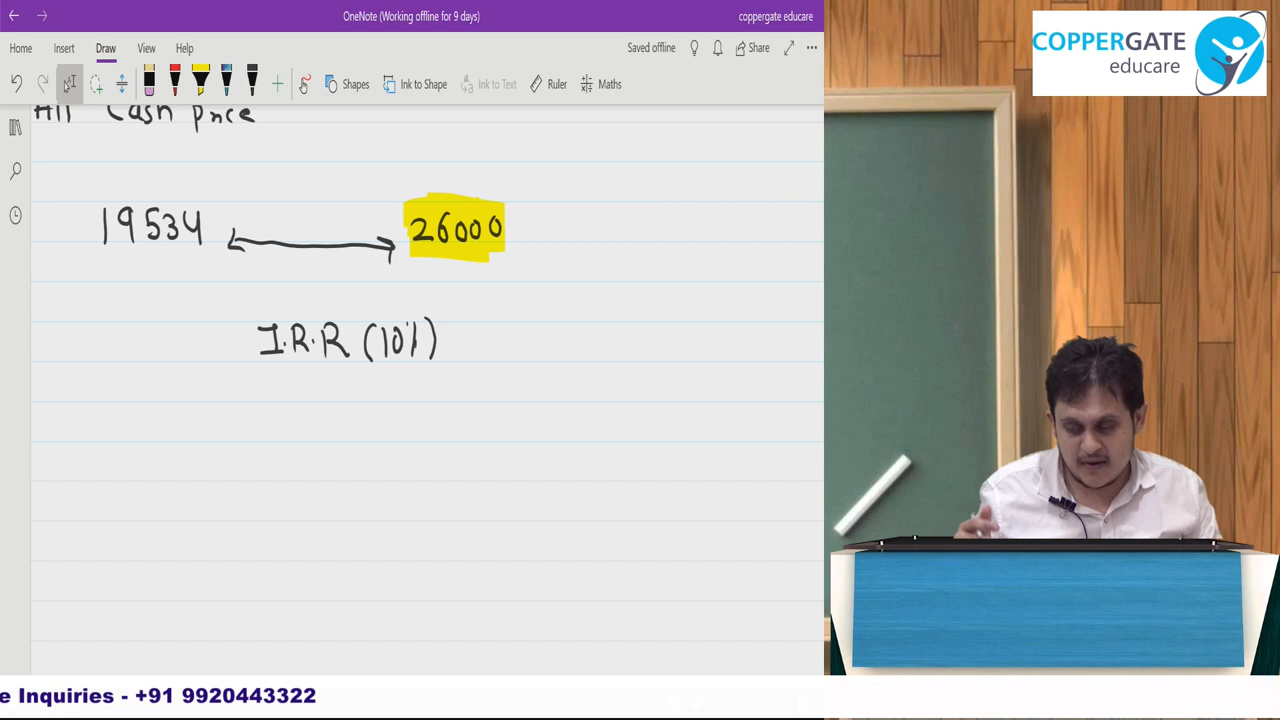 OneNote (Working offline for 9 days)
coppergate educare
Home Insert Draw View Help
Saved offline
Share
Shapes
Ink to Shape
Ink to Text
Ruler
Maths
All Cash price
19534 26000
I.R.R (10%)
COPPERGATE
educare
e Inquiries - +91 9920443322